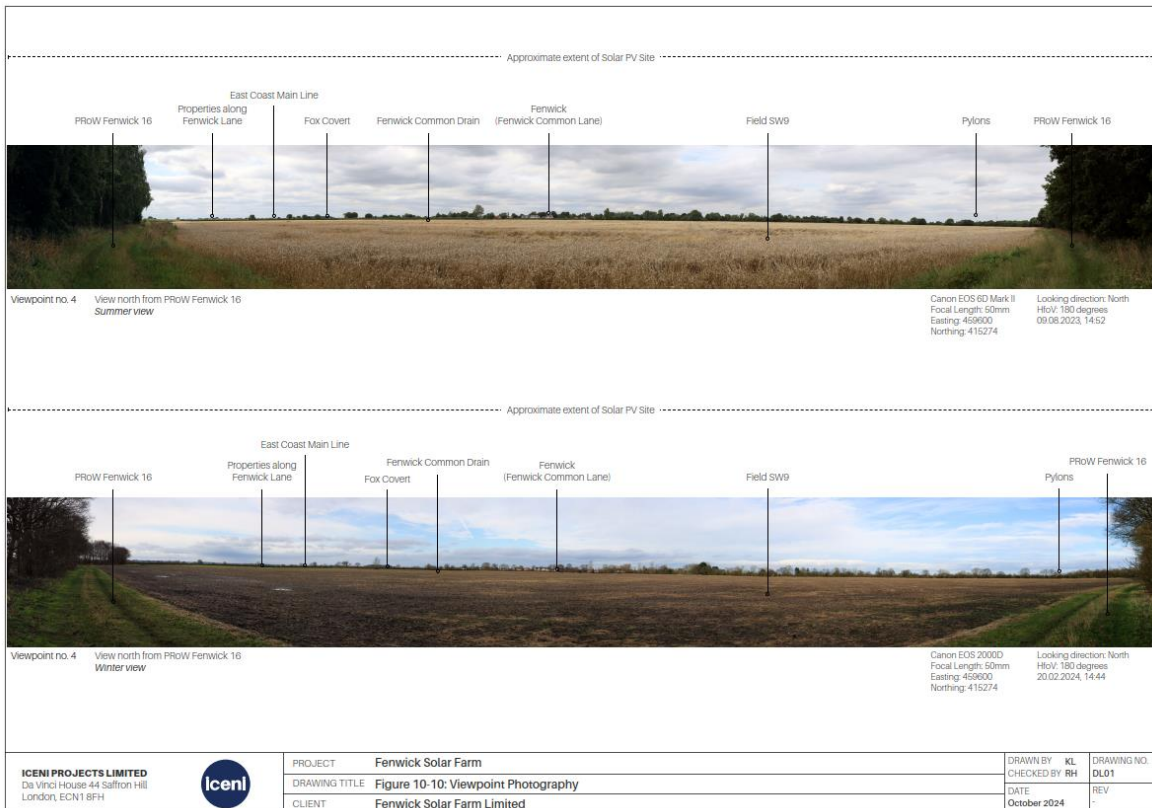 Approximate extent of Solar PV Site
East Coast Main Line
PRoW Fenwick 16
Properties along
Fenwick Lane
Fox Covert
Fenwick Common Drain
Fenwick
(Fenwick Common Lane)
Field SW9
Pylons
PRoW Fenwick 16
Viewpoint no. 4
View north from PRoW Fenwick 16
Summer view
Canon EOS 6D Mark II
Focal Length: 50mm
Easting: 459600
Northing: 415274
Looking direction: North
HfoV: 180 degrees
09.08.2023, 14:52
Approximate extent of Solar PV Site
East Coast Main Line
PRoW Fenwick 16
Properties along
Fenwick Lane
Fox Covert
Fenwick Common Drain
Fenwick
(Fenwick Common Lane)
Field SW9
Pylons
PRoW Fenwick 16
Viewpoint no. 4
View north from PRoW Fenwick 16
Winter view
Canon EOS 2000D
Focal Length: 50mm
Easting: 459600
Northing: 415274
Looking direction: North
HfoV: 180 degrees
20.02.2024, 14:44
ICENI PROJECTS LIMITED
Da Vinci House 44 Saffron Hill
London, ECN1 8FH
iceni
PROJECT Fenwick Solar Farm
DRAWING TITLE Figure 10-10: Viewpoint Photography
CLIENT Fenwick Solar Farm Limited
DRAWN BY KL
CHECKED BY RH
DATE
October 2024
DRAWING NO.
DL01
REV
-